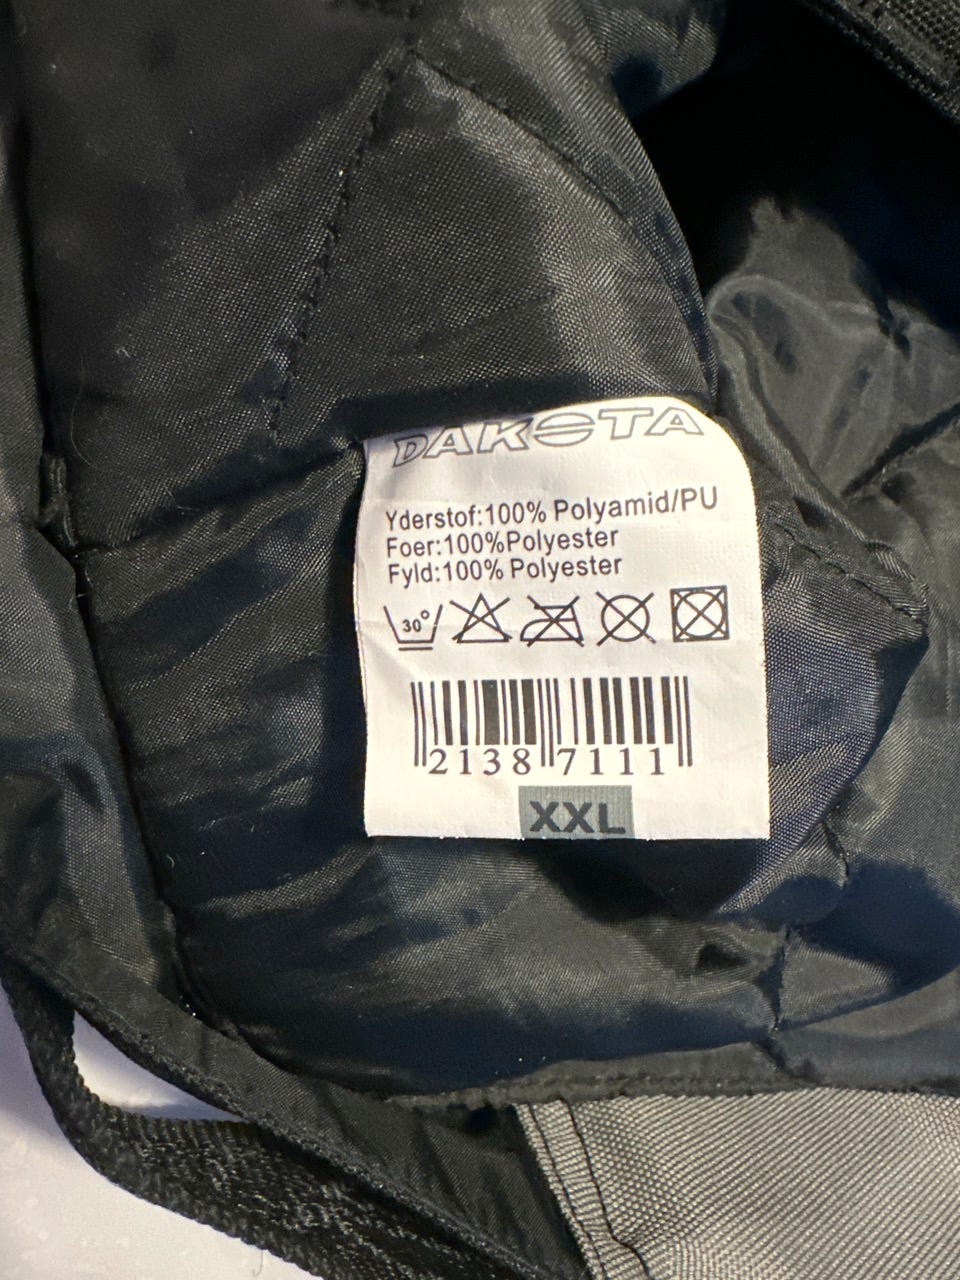 DAKOTA
Yderstof:100% Polyamid/PU
Foer:100%Polyester
Fyld:100% Polyester
30°
2138 7111
XXL